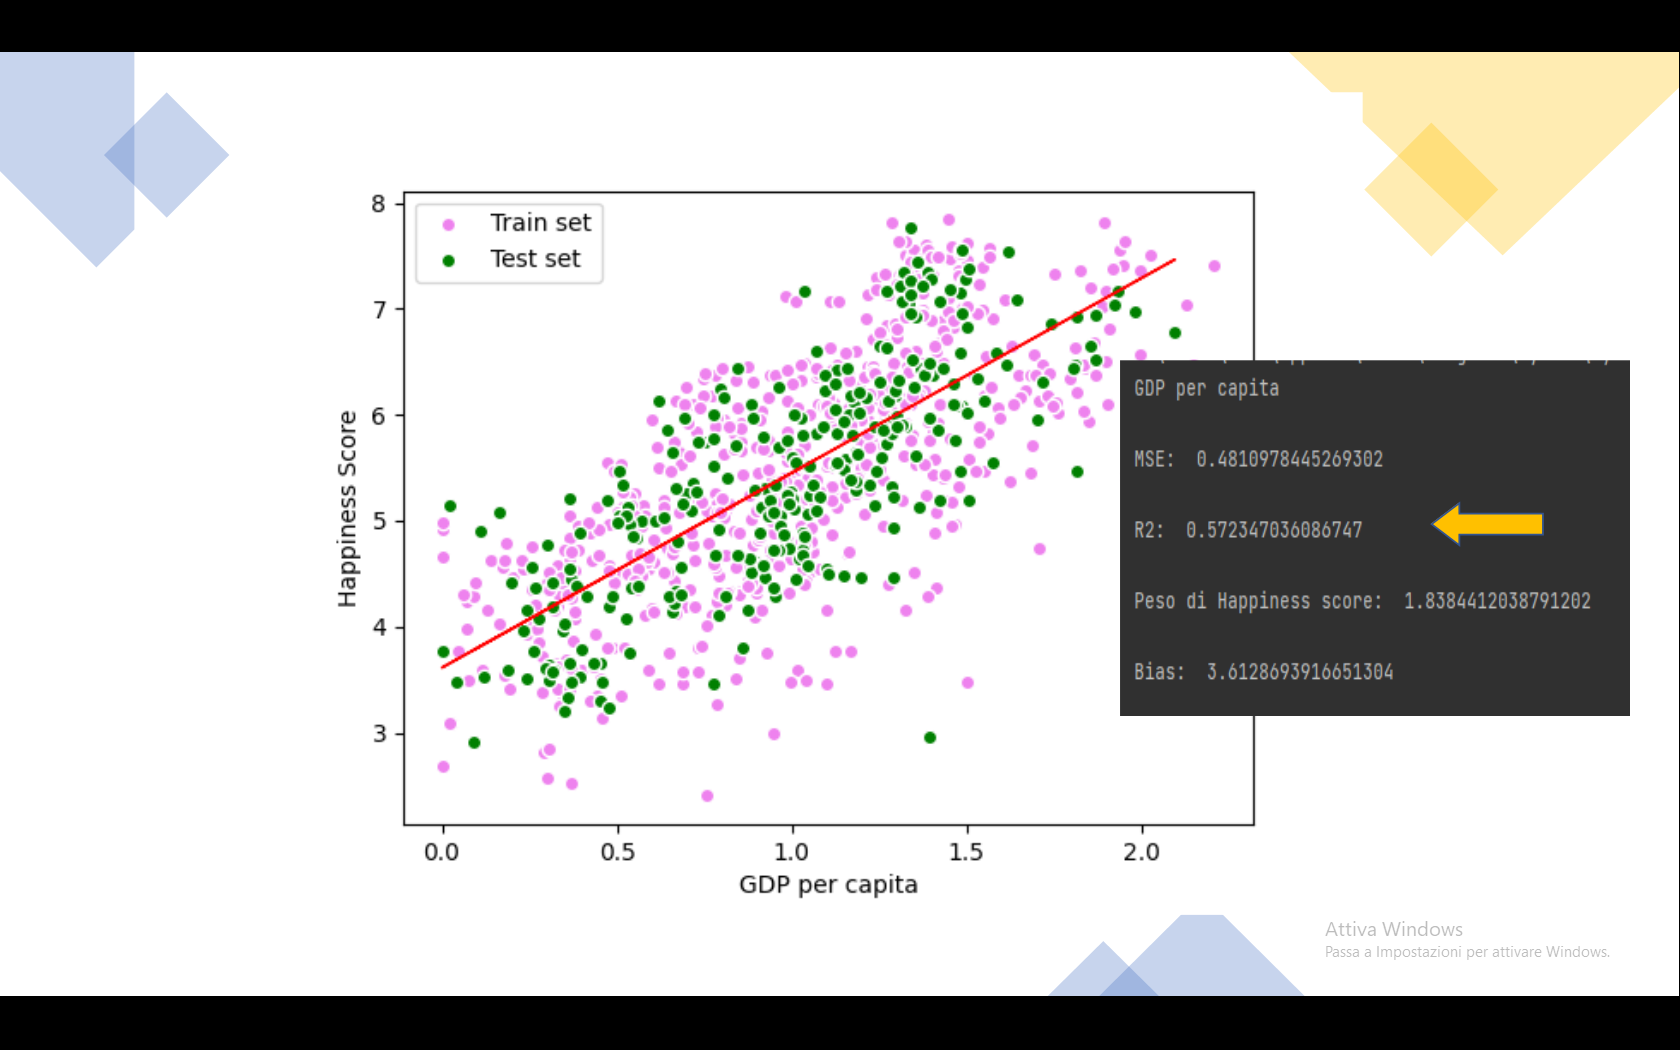 Train set
Test set
8
7
6
5
4
3
Happiness Score
0.0 0.5 1.0 1.5 2.0
GDP per capita
GDP per capita
MSE: 0.4810978445269302
R2: 0.572347036086747
Peso di Happiness score: 1.8384412038791202
Bias: 3.6128693916651304
Attiva Windows
Passa a Impostazioni per attivare Windows.